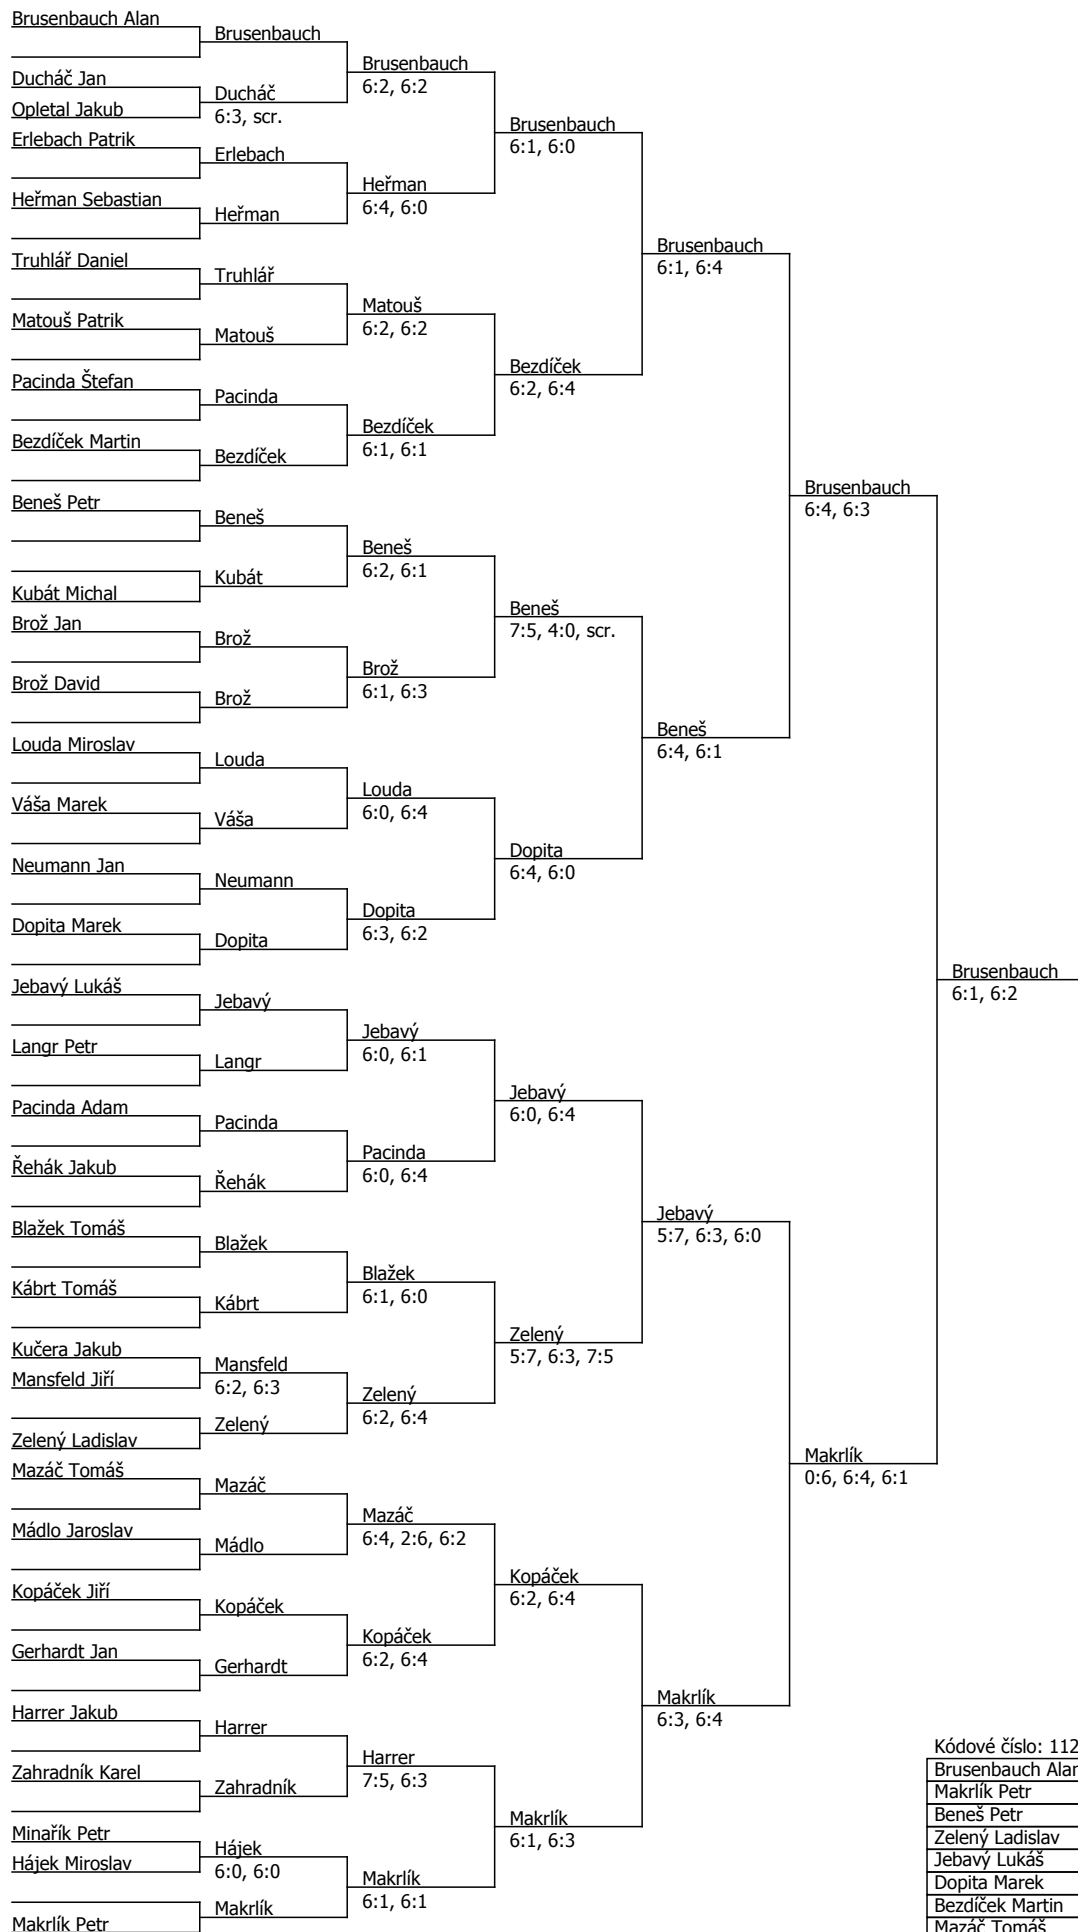 Brusenbauch Alan
Ducháč Jan
Opletal Jakub
Erlebach Patrik
Heřman Sebastian
Truhlář Daniel
Matouš Patrik
Pacinda Štefan
Bezdíček Martin
Beneš Petr
Kubát Michal
Brož Jan
Brož David
Louda Miroslav
Váša Marek
Neumann Jan
Dopita Marek
Jebavý Lukáš
Langr Petr
Pacinda Adam
Řehák Jakub
Blažek Tomáš
Kábrt Tomáš
Kučera Jakub
Mansfeld Jiří
Zelený Ladislav
Mazáč Tomáš
Mádlo Jaroslav
Kopáček Jiří
Gerhardt Jan
Harrer Jakub
Zahradník Karel
Minařík Petr
Hájek Miroslav
Makrlík Petr
Brusenbauch
Ducháč
6:3, scr.
Erlebach
Heřman
Truhlář
Matouš
Pacinda
Bezdíček
Beneš
Kubát
Brož
Brož
Louda
Váša
Neumann
Dopita
Jebavý
Langr
Pacinda
Řehák
Blažek
Kábrt
Mansfeld
6:2, 6:3
Zelený
Mazáč
Mádlo
Kopáček
Gerhardt
Harrer
Zahradník
Hájek
6:0, 6:0
Makrlík
Brusenbauch
6:2, 6:2
Heřman
6:4, 6:0
Matouš
6:2, 6:2
Bezdíček
6:1, 6:1
Beneš
6:2, 6:1
Brož
6:1, 6:3
Louda
6:0, 6:4
Dopita
6:3, 6:2
Jebavý
6:0, 6:1
Pacinda
6:0, 6:4
Blažek
6:1, 6:0
Zelený
6:2, 6:4
Mazáč
6:4, 2:6, 6:2
Kopáček
6:2, 6:4
Harrer
7:5, 6:3
Makrlík
6:1, 6:1
Brusenbauch
6:1, 6:0
Bezdíček
6:2, 6:4
Beneš
7:5, 4:0, scr.
Dopita
6:4, 6:0
Jebavý
6:0, 6:4
Zelený
5:7, 6:3, 7:5
Kopáček
6:2, 6:4
Makrlík
6:1, 6:3
Brusenbauch
6:1, 6:4
Beneš
6:4, 6:1
Jebavý
5:7, 6:3, 6:0
Makrlík
6:3, 6:4
Brusenbauch
6:4, 6:3
Makrlík
0:6, 6:4, 6:1
Brusenbauch
6:1, 6:2
Kódové číslo: 112
Brusenbauch Alan
Makrlík Petr
Beneš Petr
Zelený Ladislav
Jebavý Lukáš
Dopita Marek
Bezdíček Martin
Mazáč Tomáš